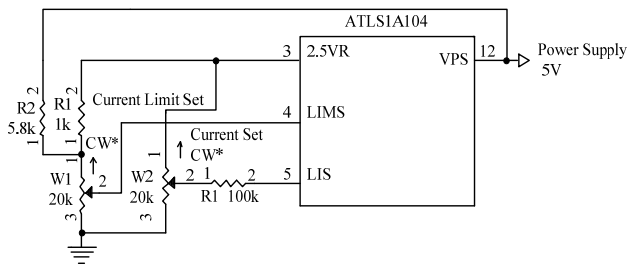 ATLS1A104
3
2.5VR
VPS
12
Power Supply
5V
2
2
R2
5.8k
R1
1k
Current Limit Set
4
LIMS
1
1
CW*
Current Set
CW*
1
1
W1
20k
2
W2
20k
2
1
2
5
LIS
R1 100k
3
3